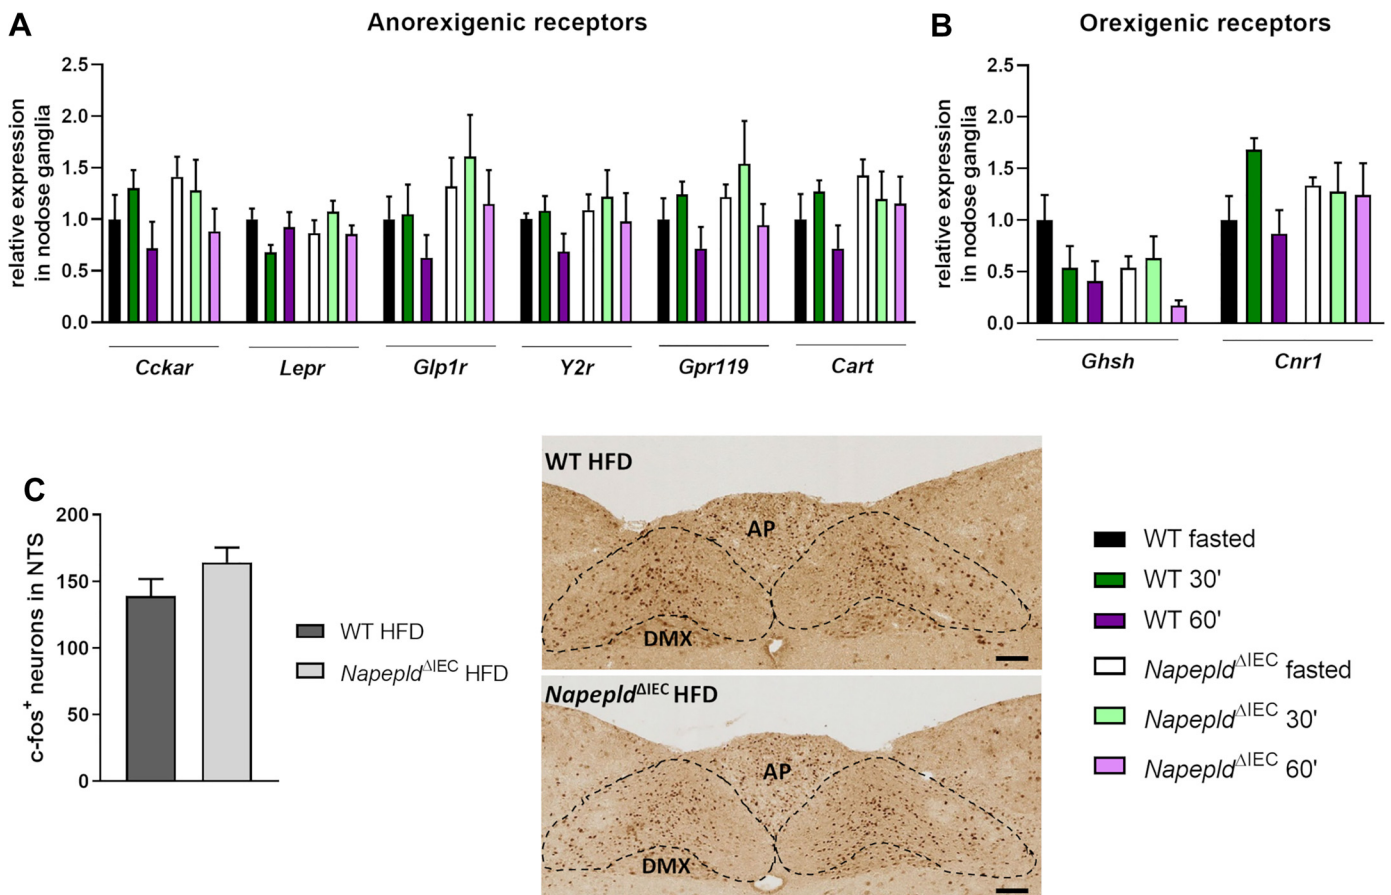 A
Anorexigenic receptors
relative expression
in nodose ganglia
2.5
2.0
1.5
1.0
0.5
0.0
Cckar
Lepr
Glp1r
Y2r
Gpr119
Cart
B
Orexigenic receptors
relative expression
in nodose ganglia
2.5
2.0
1.5
1.0
0.5
0.0
Ghsh
Cnr1
C
c-fos⁺ neurons in NTS
200
150
100
50
0
WT HFD
Napepld^ΔIEC HFD
WT HFD
AP
DMX
Napepld^ΔIEC HFD
AP
DMX
WT fasted
WT 30'
WT 60'
Napepld^ΔIEC fasted
Napepld^ΔIEC 30'
Napepld^ΔIEC 60'